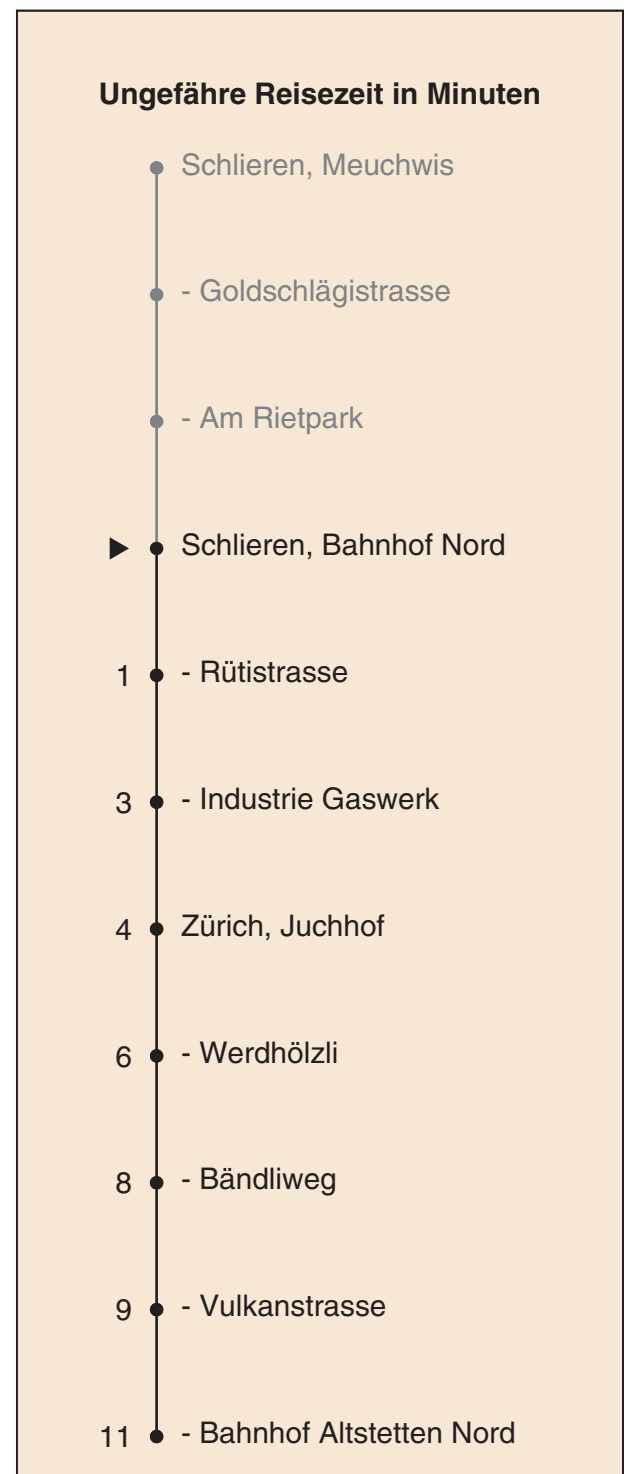 Ungefähre Reisezeit in Minuten
Schlieren, Meuchwis
- Goldschlägistrasse
- Am Rietpark
Schlieren, Bahnhof Nord
1 - Rütistrasse
3 - Industrie Gaswerk
4 Zürich, Juchhof
6 - Werdhölzli
8 - Bändliweg
9 - Vulkanstrasse
11 - Bahnhof Altstetten Nord